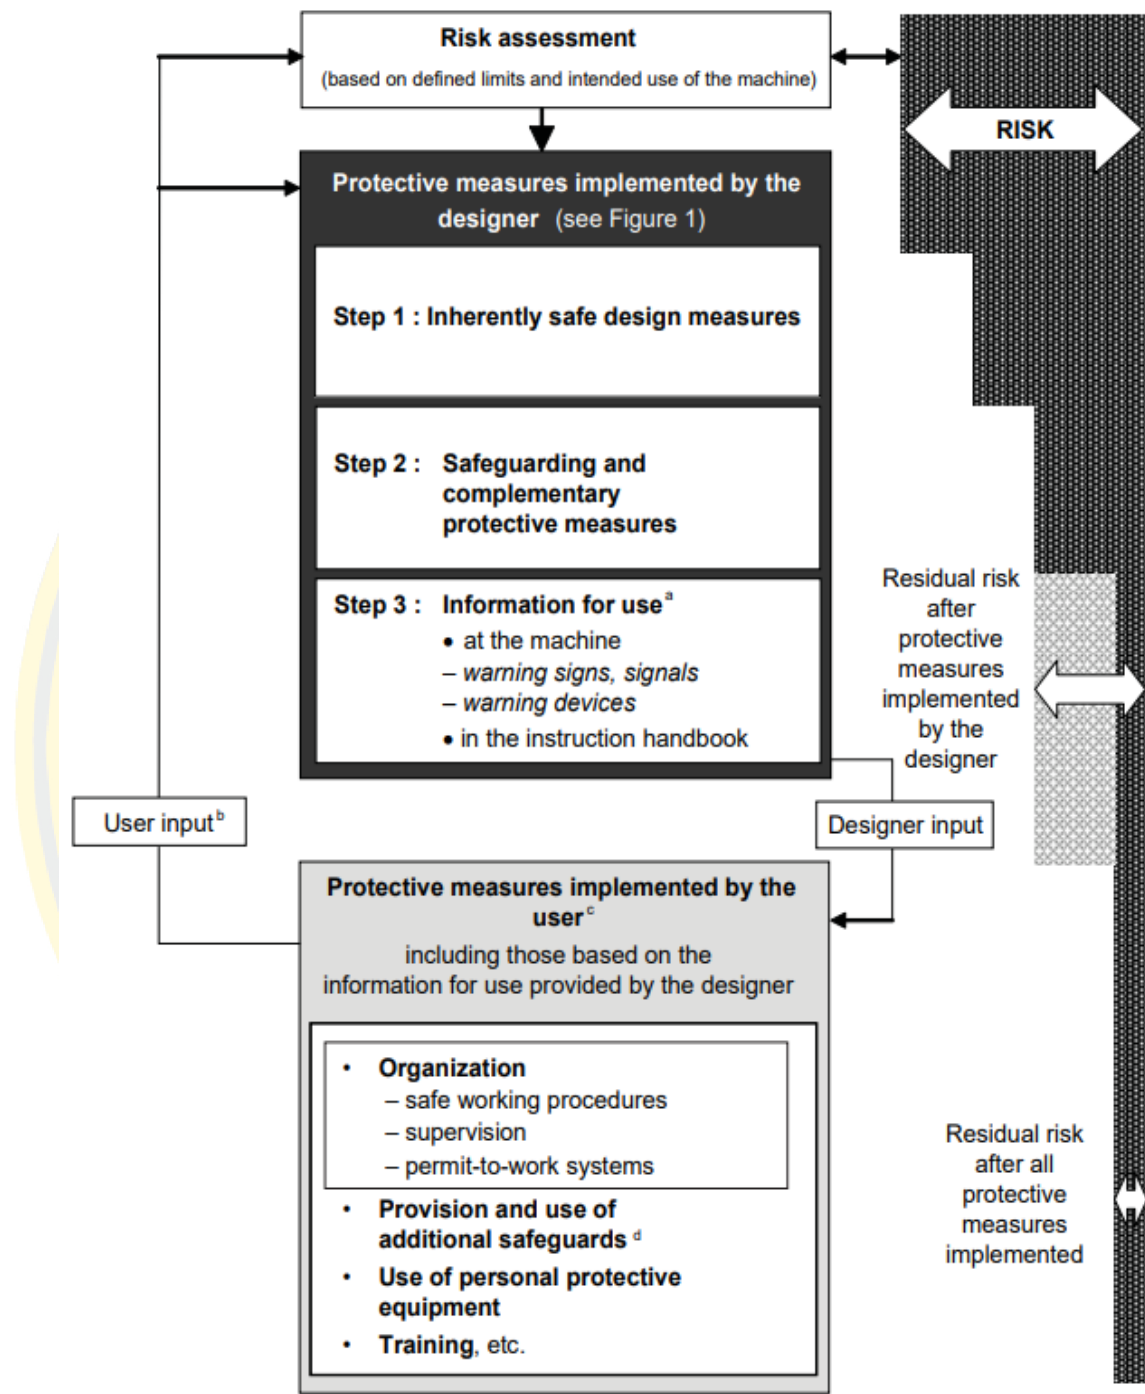 Risk assessment
(based on defined limits and intended use of the machine)
RISK
Protective measures implemented by the
designer (see Figure 1)
Step 1 : Inherently safe design measures
Step 2 : Safeguarding and
complementary
protective measures
Step 3 : Information for use a
• at the machine
– warning signs, signals
– warning devices
• in the instruction handbook
Residual risk
after
protective
measures
implemented
by the
designer
User input b
Designer input
Protective measures implemented by the
user c
including those based on the
information for use provided by the designer
• Organization
– safe working procedures
– supervision
– permit-to-work systems
• Provision and use of
additional safeguards d
• Use of personal protective
equipment
• Training, etc.
Residual risk
after all
protective
measures
implemented